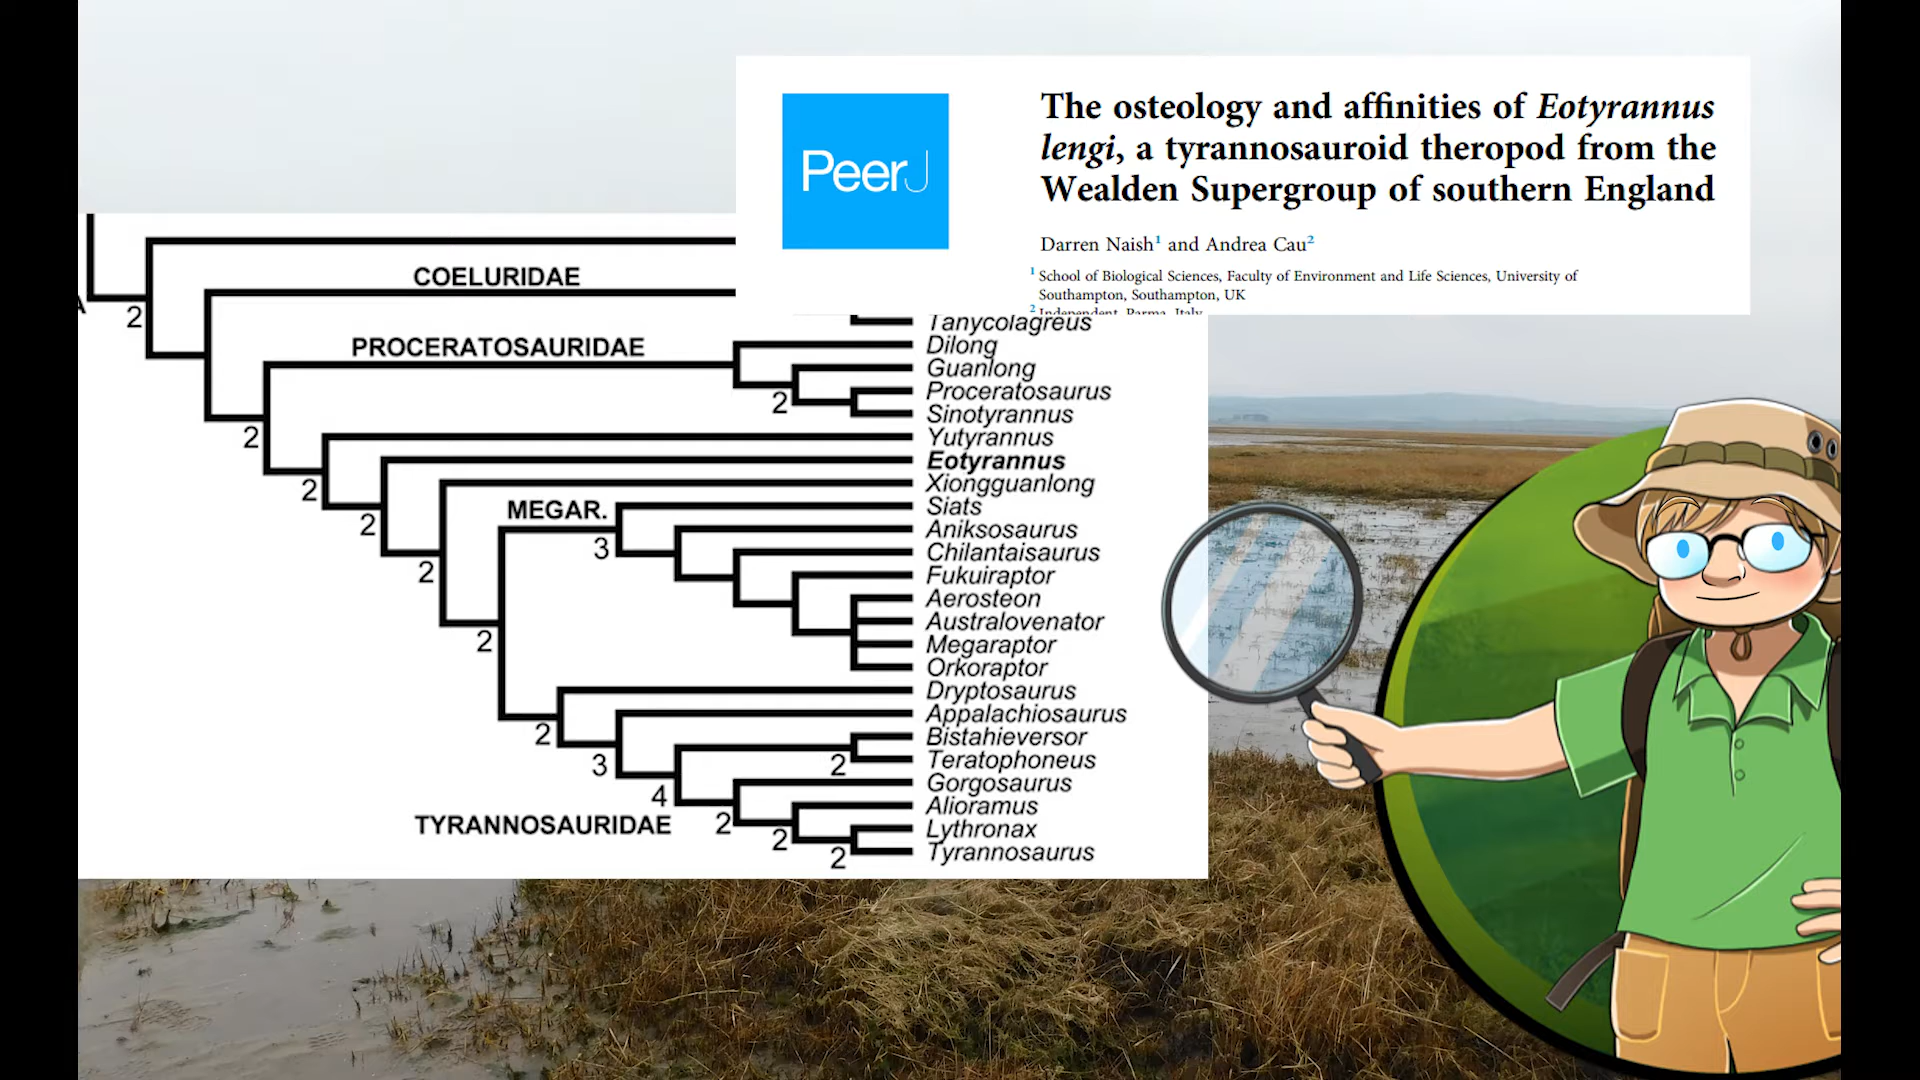 PeerJ
The osteology and affinities of Eotyrannus
lengi, a tyrannosauroid theropod from the
Wealden Supergroup of southern England
Darren Naish1 and Andrea Cau2
1 School of Biological Sciences, Faculty of Environment and Life Sciences, University of
Southampton, Southampton, UK
2 Independent, Parma, Italy
COELURIDAE
2
Tanycolagreus
PROCERATOSAURIDAE
Dilong
Guanlong
Proceratosaurus
2
Sinotyrannus
2
Yutyrannus
Eotyrannus
2
Xiongguanlong
MEGAR.
Siats
2
Aniksosaurus
3
Chilantaisaurus
2
Fukuiraptor
Aerosteon
Australovenator
2
Megaraptor
Orkoraptor
Dryptosaurus
Appalachiosaurus
2
Bistahieversor
3
2
Teratophoneus
Gorgosaurus
4
Alioramus
TYRANNOSAURIDAE
2
Lythronax
2
Tyrannosaurus
2